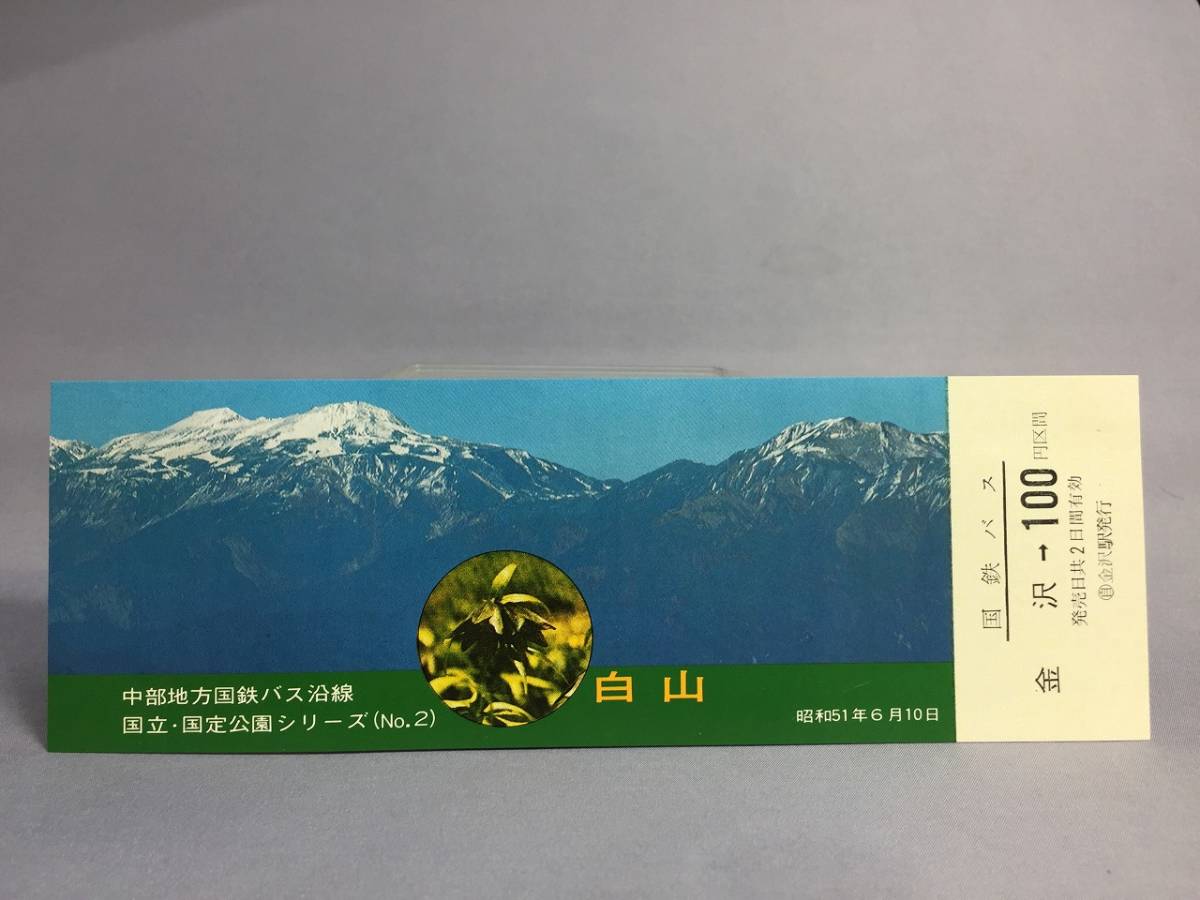 中部地方国鉄バス沿線
国立・国定公園シリーズ(No.2)
白山
昭和51年6月10日
国鉄バス
金沢→100円区間
発売日共2日間有効
㊐金沢駅発行